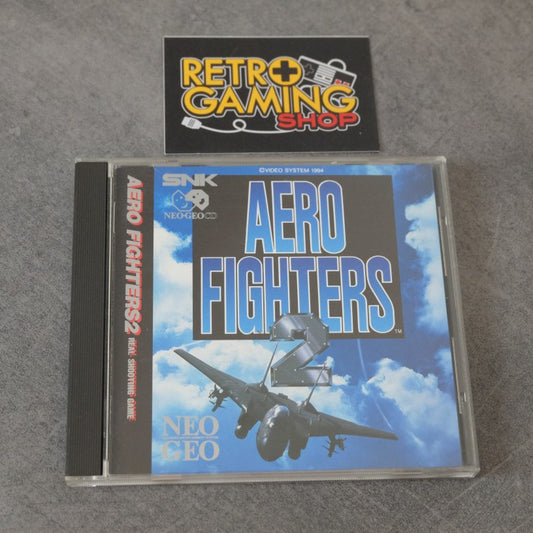 RETRO
GAMING
SHOP
©VIDEO SYSTEM 1994
SNK
NEO•GEO CD
AERO
FIGHTERS
TM
2
NEO
GEO
AERO FIGHTERS2 REAL SHOOTING GAME